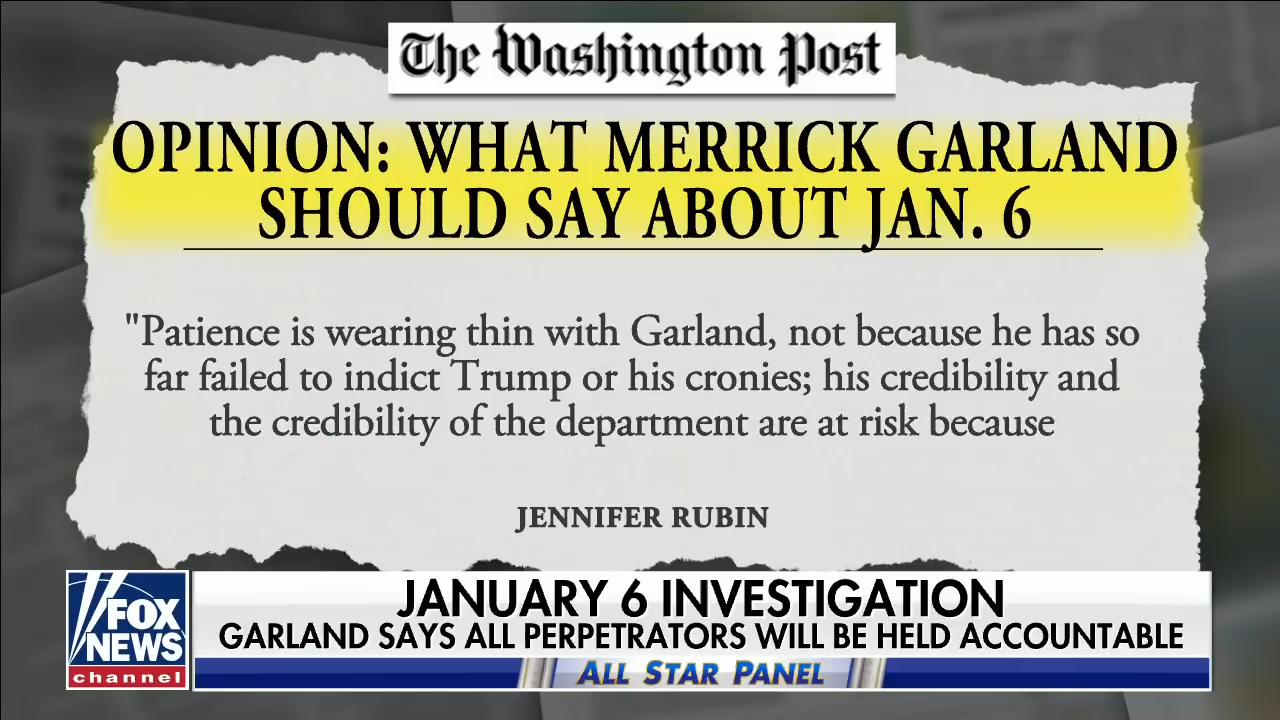 The Washington Post
OPINION: WHAT MERRICK GARLAND
SHOULD SAY ABOUT JAN. 6
"Patience is wearing thin with Garland, not because he has so
far failed to indict Trump or his cronies; his credibility and
the credibility of the department are at risk because
JENNIFER RUBIN
FOX
NEWS
channel
JANUARY 6 INVESTIGATION
GARLAND SAYS ALL PERPETRATORS WILL BE HELD ACCOUNTABLE
ALL STAR PANEL